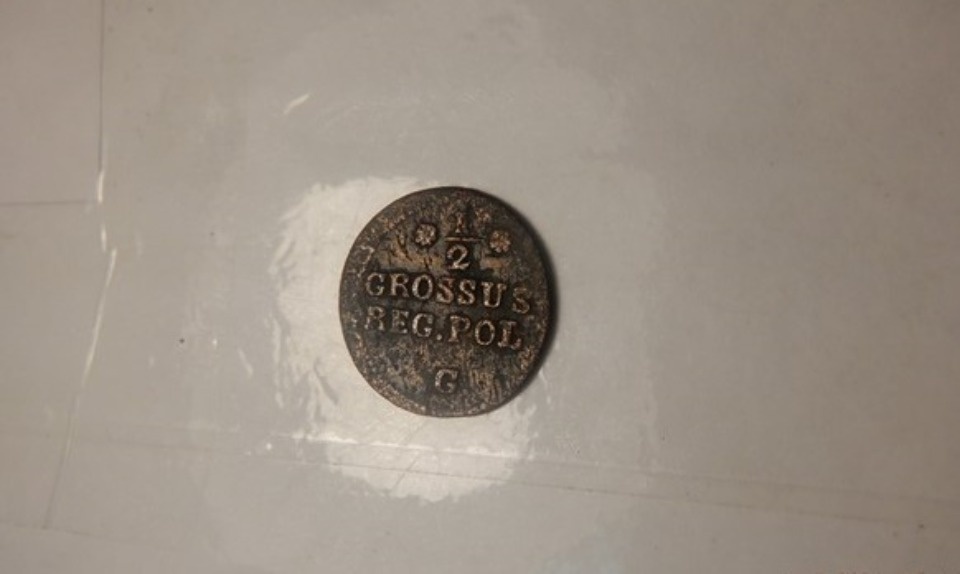 1/2
GROSSUS
REG.POL
G